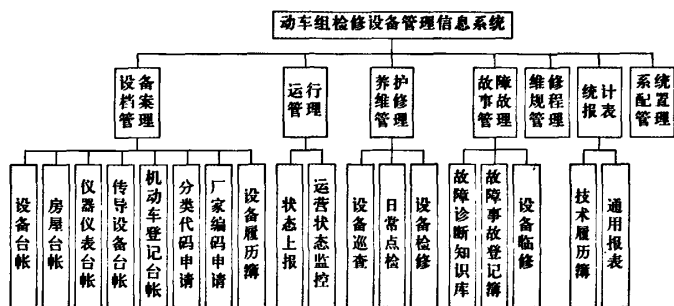 动车组检修设备管理信息系统
设备档案管理
运行管理
养护维修管理
故障事故管理
维修规程管理
统计报表
系统配置管理
设备台帐
房屋台帐
仪器仪表台帐
传导设备台帐
机动车登记台帐
分类代码申请
厂家编码申请
设备履历簿
状态上报
运营状态监控
设备巡查
日常点检
设备检修
故障诊断知识库
故障事故登记簿
设备临修
技术履历簿
通用报表